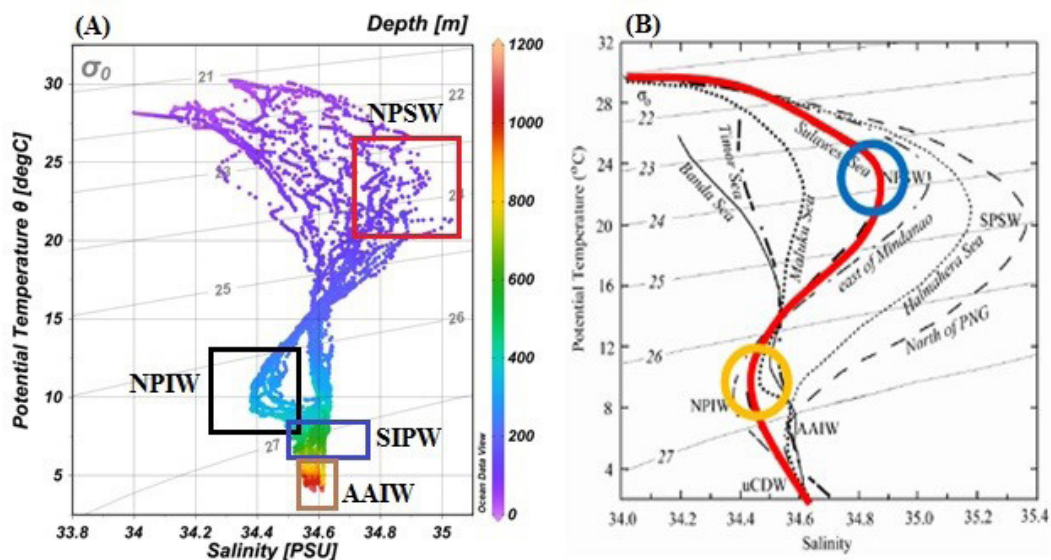 (A)
Depth [m]
σ0
21
22
23
24
25
26
27
NPSW
NPIW
SIPW
AAIW
30
25
20
15
10
5
Potential Temperature θ [degC]
33.8
34
34.2
34.4
34.6
34.8
35
Salinity [PSU]
1200
1000
800
600
400
200
0
Ocean Data View
(B)
32
28
24
20
16
12
8
4
Potential Temperature (°C)
σ0
22
23
24
25
26
27
Banda Sea
Timor Sea
Maluku Sea
Sulawesi Sea
NPSW
SPSW
east of Mindanao
Halmahera Sea
North of PNG
NPIW
AAIW
uCDW
34.0
34.2
34.4
34.6
34.8
35.0
35.2
35.4
Salinity